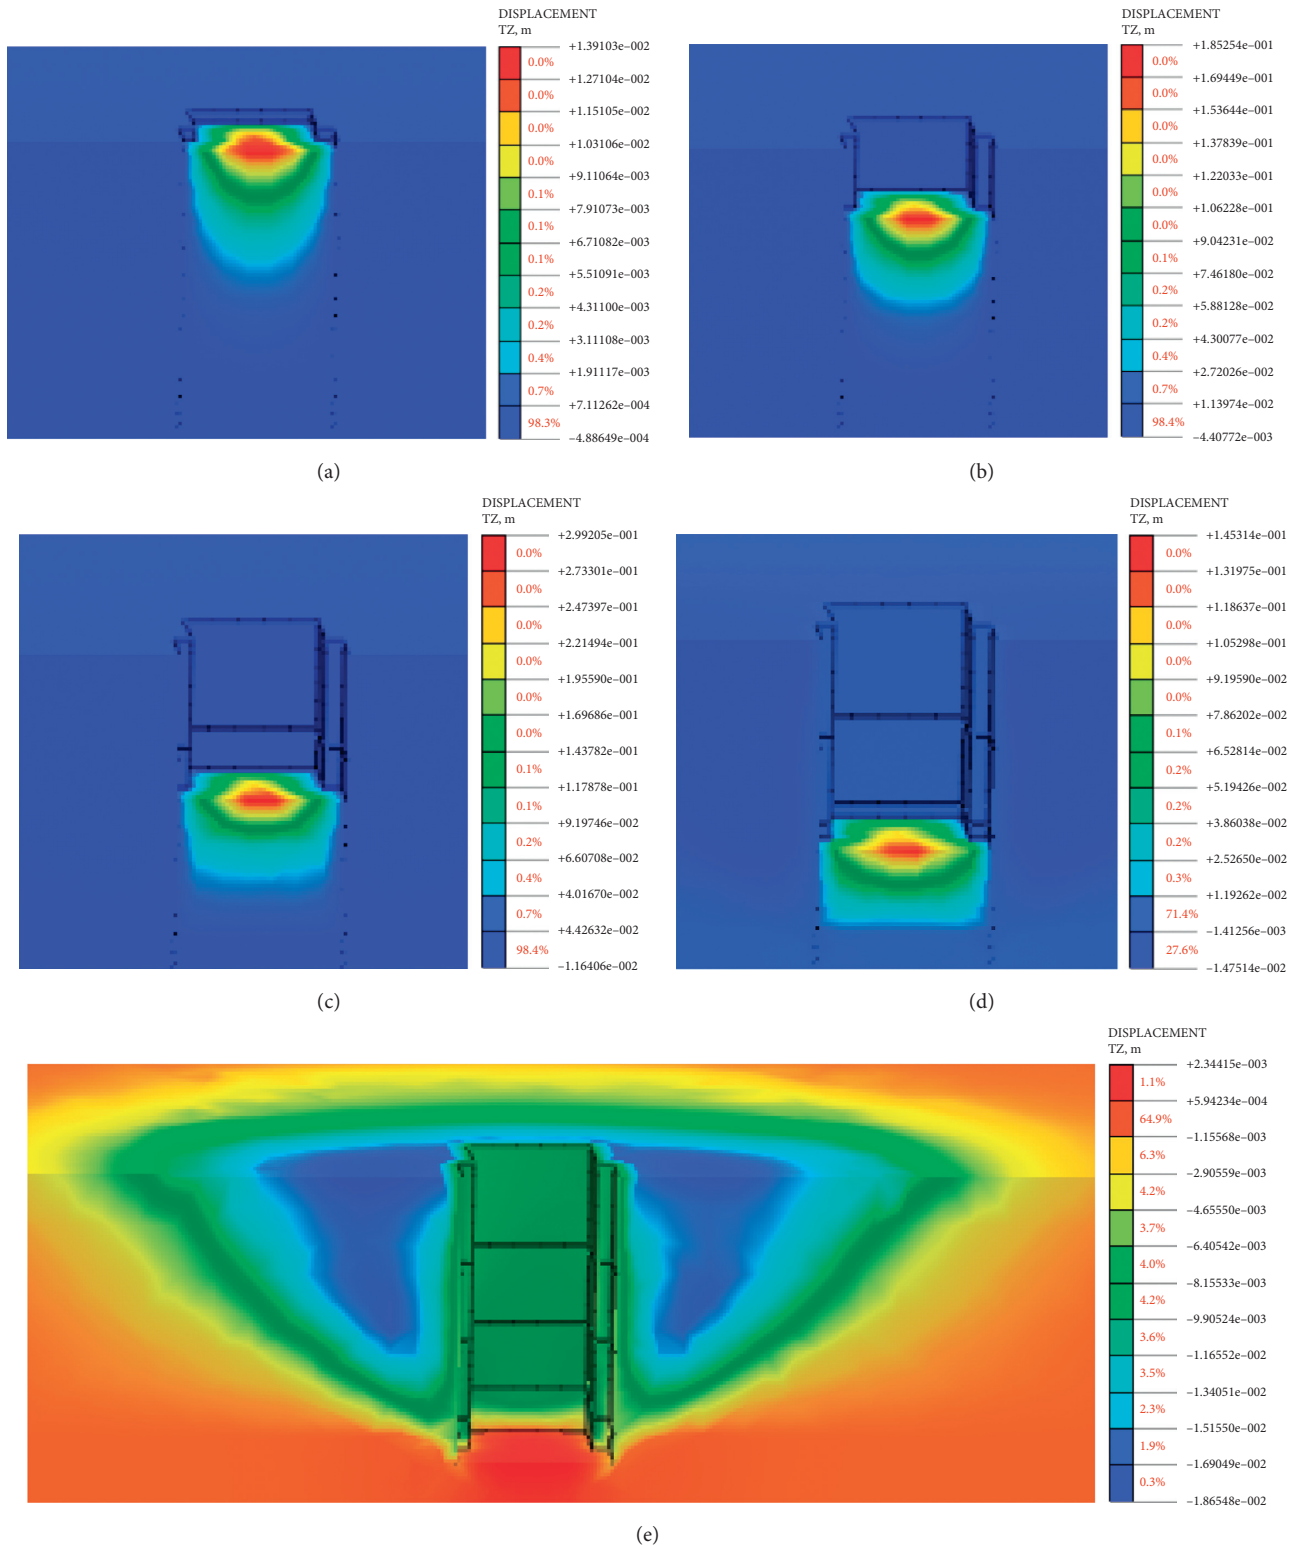 DISPLACEMENT
TZ, m
+1.39103e–002
0.0%
+1.27104e–002
0.0%
+1.15105e–002
0.0%
+1.03106e–002
0.0%
+9.11064e–003
0.1%
+7.91073e–003
0.1%
+6.71082e–003
0.1%
+5.51091e–003
0.2%
+4.31100e–003
0.2%
+3.11108e–003
0.4%
+1.91117e–003
0.7%
+7.11262e–004
98.3%
–4.88649e–004
(a)
DISPLACEMENT
TZ, m
+1.85254e–001
0.0%
+1.69449e–001
0.0%
+1.53644e–001
0.0%
+1.37839e–001
0.0%
+1.22033e–001
0.0%
+1.06228e–001
0.0%
+9.04231e–002
0.1%
+7.46180e–002
0.2%
+5.88128e–002
0.2%
+4.30077e–002
0.4%
+2.72026e–002
0.7%
+1.13974e–002
98.4%
–4.40772e–003
(b)
DISPLACEMENT
TZ, m
+2.99205e–001
0.0%
+2.73301e–001
0.0%
+2.47397e–001
0.0%
+2.21494e–001
0.0%
+1.95590e–001
0.0%
+1.69686e–001
0.0%
+1.43782e–001
0.1%
+1.17878e–001
0.1%
+9.19746e–002
0.2%
+6.60708e–002
0.4%
+4.01670e–002
0.7%
+4.42632e–002
98.4%
–1.16406e–002
(c)
DISPLACEMENT
TZ, m
+1.45314e–001
0.0%
+1.31975e–001
0.0%
+1.18637e–001
0.0%
+1.05298e–001
0.0%
+9.19590e–002
0.0%
+7.86202e–002
0.1%
+6.52814e–002
0.2%
+5.19426e–002
0.2%
+3.86038e–002
0.2%
+2.52650e–002
0.3%
+1.19262e–002
71.4%
–1.41256e–003
27.6%
–1.47514e–002
(d)
DISPLACEMENT
TZ, m
+2.34415e–003
1.1%
+5.94234e–004
64.9%
–1.15568e–003
6.3%
–2.90559e–003
4.2%
–4.65550e–003
3.7%
–6.40542e–003
4.0%
–8.15533e–003
4.2%
–9.90524e–003
3.6%
–1.16552e–002
3.5%
–1.34051e–002
2.3%
–1.51550e–002
1.9%
–1.69049e–002
0.3%
–1.86548e–002
(e)